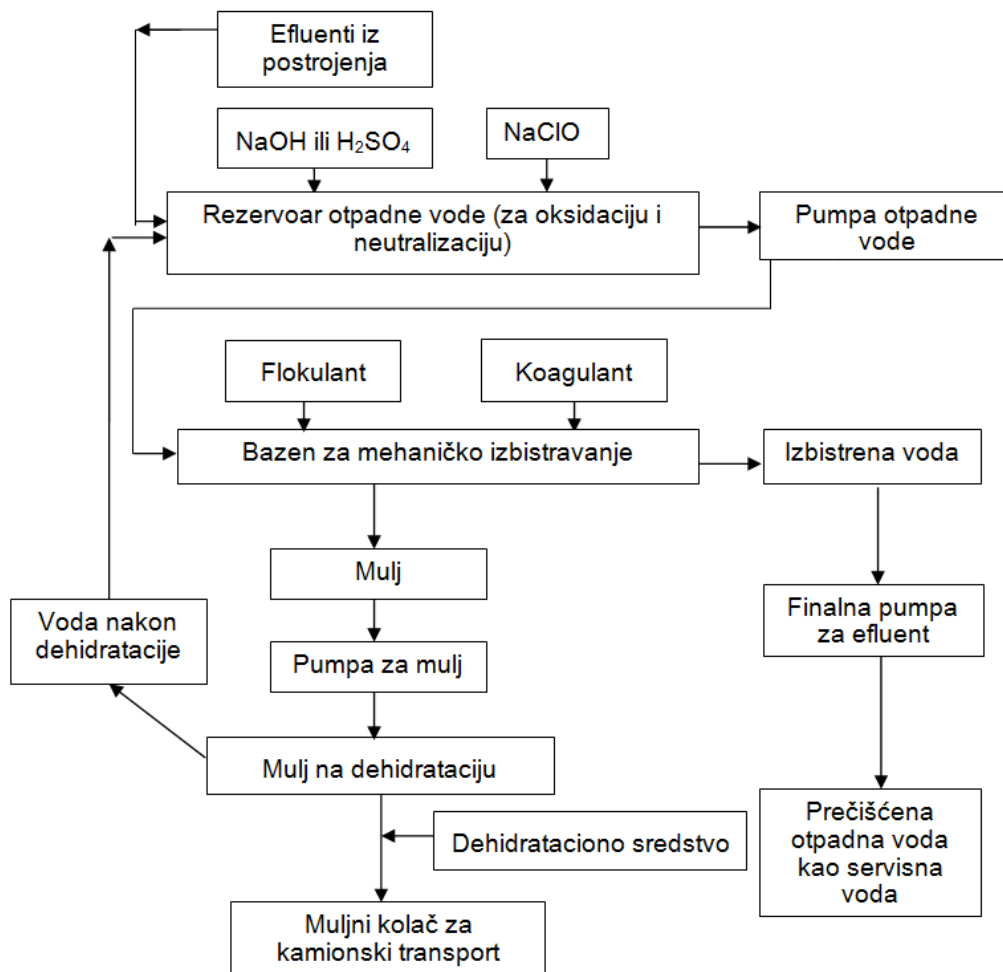 Efluenti iz
postrojenja
NaOH ili H₂SO₄
NaClO
Rezervoar otpadne vode (za oksidaciju i
neutralizaciju)
Pumpa otpadne
vode
Flokulant
Koagulant
Bazen za mehaničko izbistravanje
Izbistrena voda
Mulj
Voda nakon
dehidratacije
Finalna pumpa
za efluent
Pumpa za mulj
Mulj na dehidrataciju
Dehidrataciono sredstvo
Prečišćena
otpadna voda
kao servisna
voda
Muljni kolač za
kamionski transport